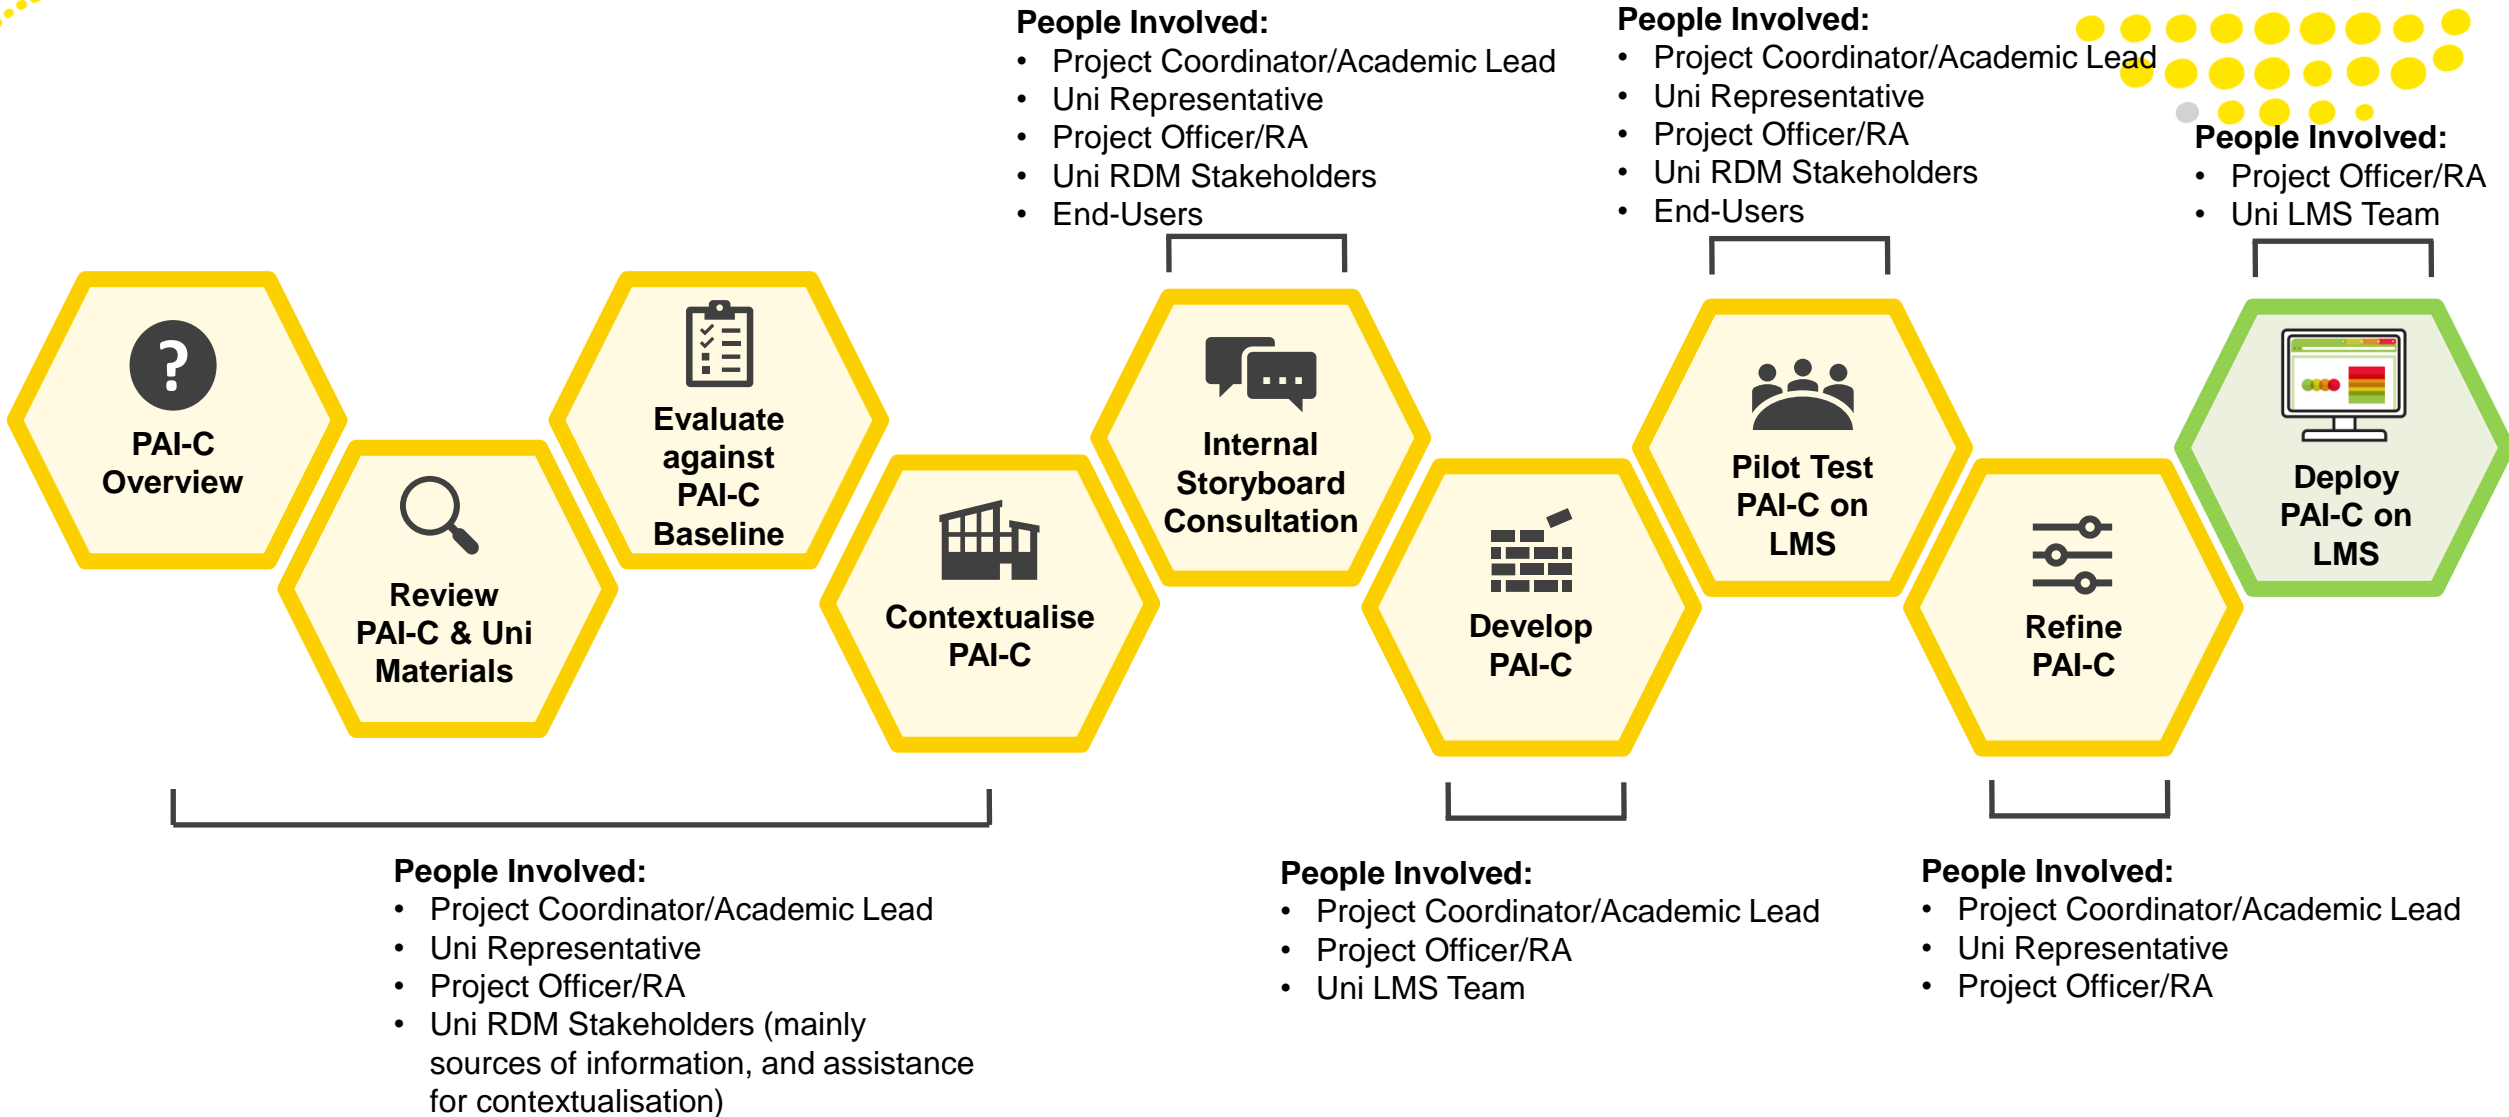 People Involved:
• Project Coordinator/Academic Lead
• Uni Representative
• Project Officer/RA
• Uni RDM Stakeholders
• End-Users
People Involved:
• Project Coordinator/Academic Lead
• Uni Representative
• Project Officer/RA
• Uni RDM Stakeholders
• End-Users
People Involved:
• Project Officer/RA
• Uni LMS Team
?
PAI-C
Overview
Review
PAI-C & Uni
Materials
Evaluate
against
PAI-C
Baseline
Contextualise
PAI-C
Internal
Storyboard
Consultation
Develop
PAI-C
Pilot Test
PAI-C on
LMS
Refine
PAI-C
Deploy
PAI-C on
LMS
People Involved:
• Project Coordinator/Academic Lead
• Uni Representative
• Project Officer/RA
• Uni RDM Stakeholders (mainly
sources of information, and assistance
for contextualisation)
People Involved:
• Project Coordinator/Academic Lead
• Project Officer/RA
• Uni LMS Team
People Involved:
• Project Coordinator/Academic Lead
• Uni Representative
• Project Officer/RA